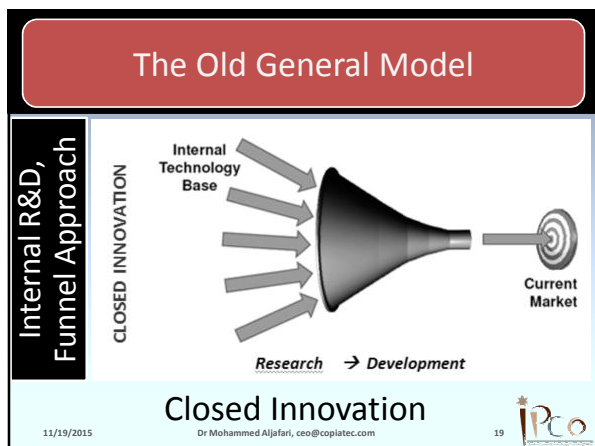 The Old General Model
Internal R&D,
Funnel Approach
CLOSED INNOVATION
Internal
Technology
Base
Current
Market
Research → Development
Closed Innovation
11/19/2015
Dr Mohammed Aljafari, ceo@copiatec.com
19
IPCO